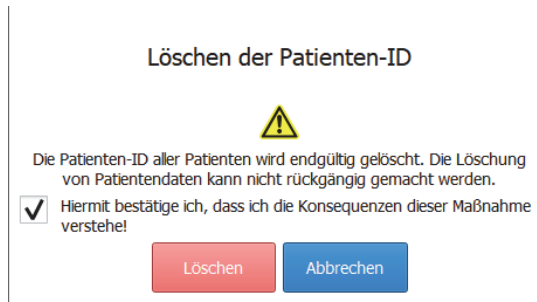 Löschen der Patienten-ID
Die Patienten-ID aller Patienten wird endgültig gelöscht. Die Löschung
von Patientendaten kann nicht rückgängig gemacht werden.
Hiermit bestätige ich, dass ich die Konsequenzen dieser Maßnahme
verstehe!
Löschen Abbrechen